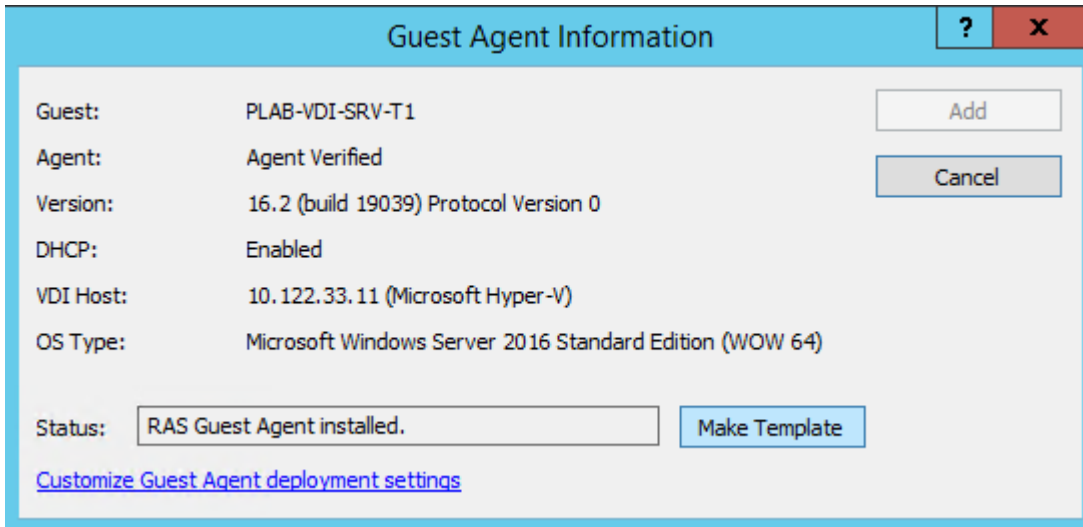 Guest Agent Information
? x
Guest: PLAB-VDI-SRV-T1
Add
Agent: Agent Verified
Cancel
Version: 16.2 (build 19039) Protocol Version 0
DHCP: Enabled
VDI Host: 10.122.33.11 (Microsoft Hyper-V)
OS Type: Microsoft Windows Server 2016 Standard Edition (WOW 64)
Status: RAS Guest Agent installed. Make Template
Customize Guest Agent deployment settings